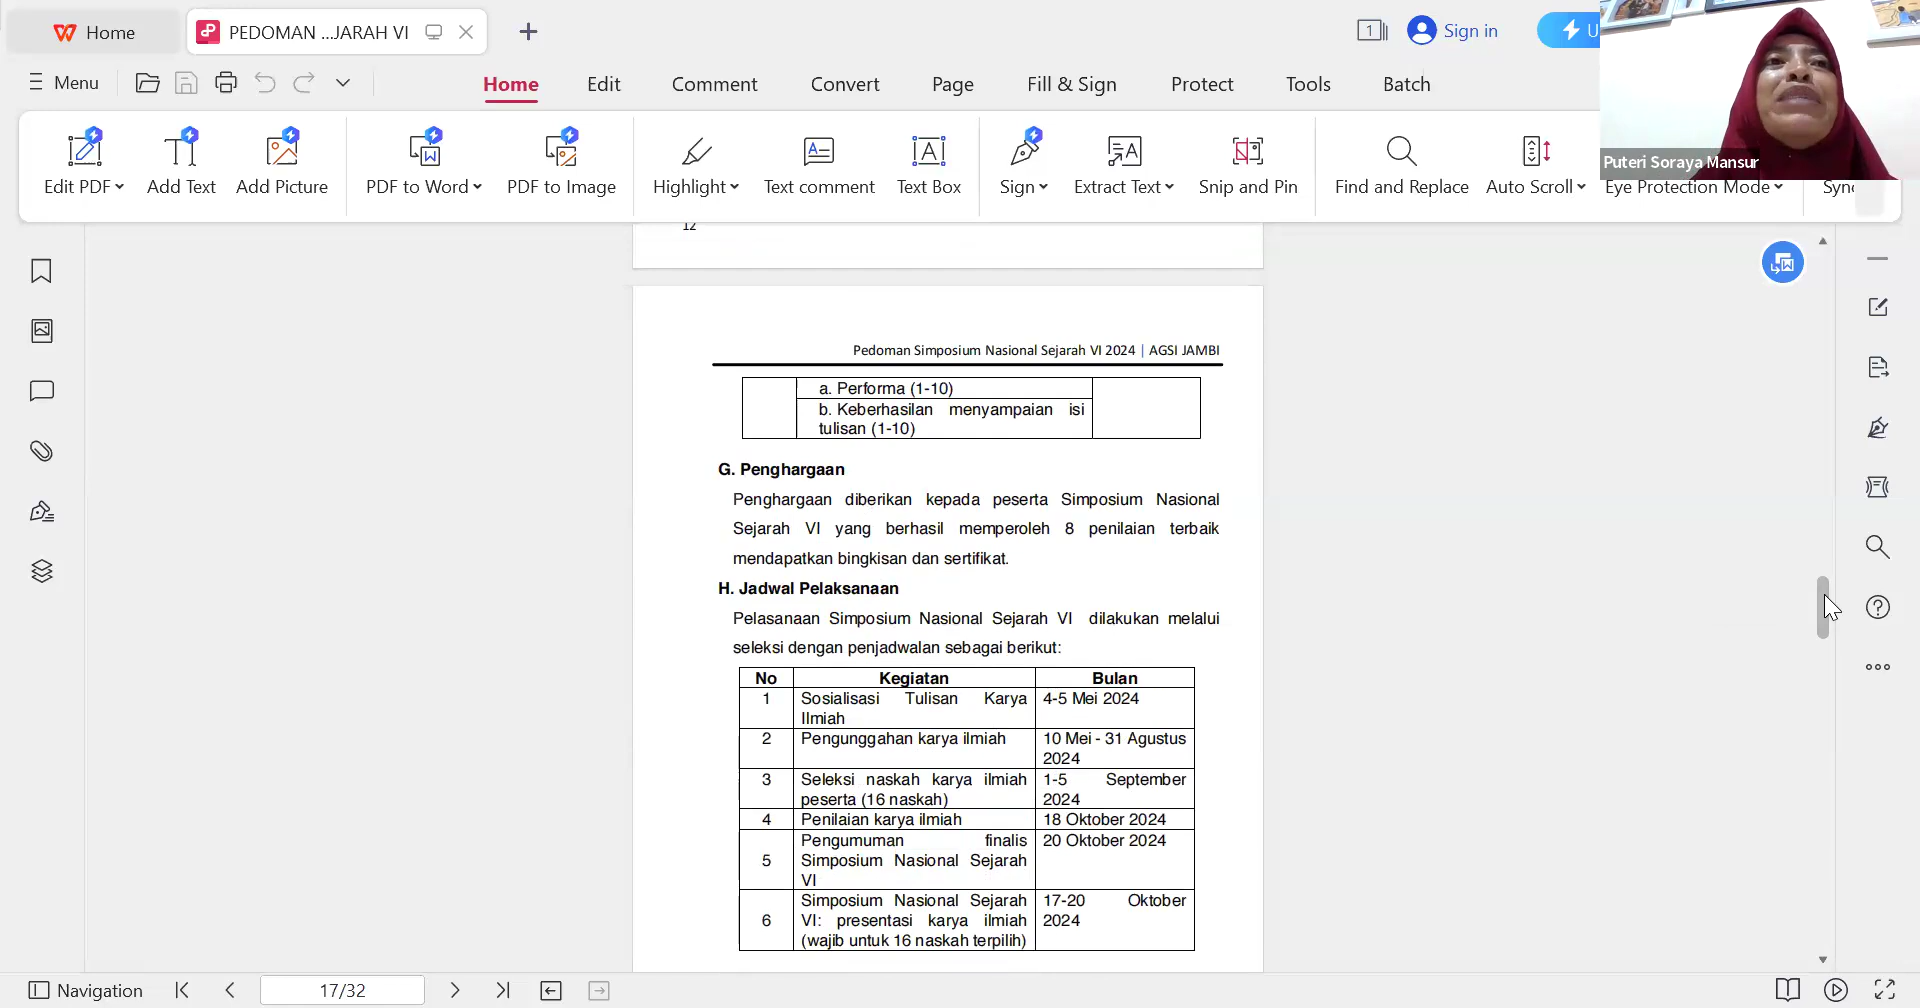 Home
PEDOMAN ...JARAH VI
1
Sign in
U
Menu
Home
Edit
Comment
Convert
Page
Fill & Sign
Protect
Tools
Batch
Edit PDF
Add Text
Add Picture
PDF to Word
PDF to Image
Highlight
Text comment
Text Box
Sign
Extract Text
Snip and Pin
Find and Replace
Auto Scroll
Eye Protection Mode
Puteri Soraya Mansur
12
Pedoman Simposium Nasional Sejarah VI 2024 | AGSI JAMBI
a. Performa (1-10)
b. Keberhasilan menyampaian isi
tulisan (1-10)
G. Penghargaan
Penghargaan diberikan kepada peserta Simposium Nasional
Sejarah VI yang berhasil memperoleh 8 penilaian terbaik
mendapatkan bingkisan dan sertifikat.
H. Jadwal Pelaksanaan
Pelasanaan Simposium Nasional Sejarah VI dilakukan melalui
seleksi dengan penjadwalan sebagai berikut:
No Kegiatan Bulan
1 Sosialisasi Tulisan Karya 4-5 Mei 2024
Ilmiah
2 Pengunggahan karya ilmiah 10 Mei - 31 Agustus
2024
3 Seleksi naskah karya ilmiah 1-5 September
peserta (16 naskah) 2024
4 Penilaian karya ilmiah 18 Oktober 2024
Pengumuman finalis 20 Oktober 2024
5 Simposium Nasional Sejarah
VI
Simposium Nasional Sejarah 17-20 Oktober
6 VI: presentasi karya ilmiah 2024
(wajib untuk 16 naskah terpilih)
Navigation
17/32